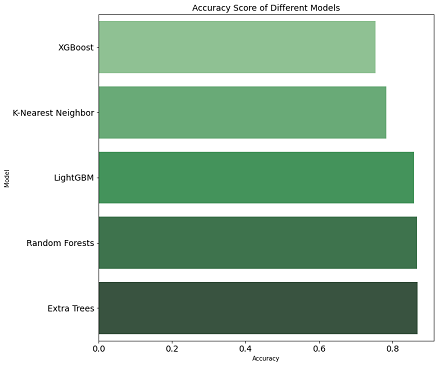 Accuracy Score of Different Models
XGBoost
K-Nearest Neighbor
LightGBM
Random Forests
Extra Trees
Model
0.0 0.2 0.4 0.6 0.8
Accuracy